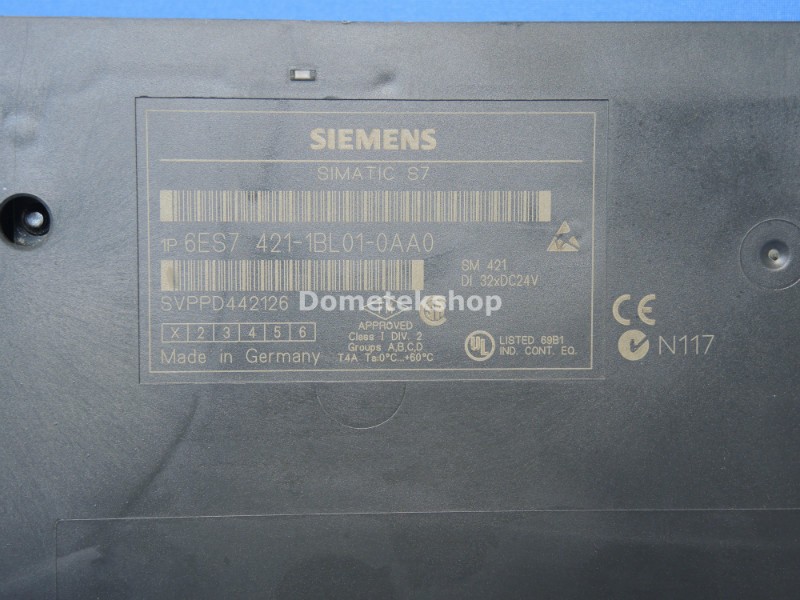 SIEMENS
SIMATIC S7
1P 6ES7 421-1BL01-0AA0
SM 421
DI 32xDC24V
SVPPD442126
Dometekshop
X 2 3 4 5 6
APPROVED
Class I DIV. 2
Groups A,B,C,D
T4A Ta:0°C...+60°C
Made in Germany
UL
LISTED 69B1
IND. CONT. EQ.
CE
N117